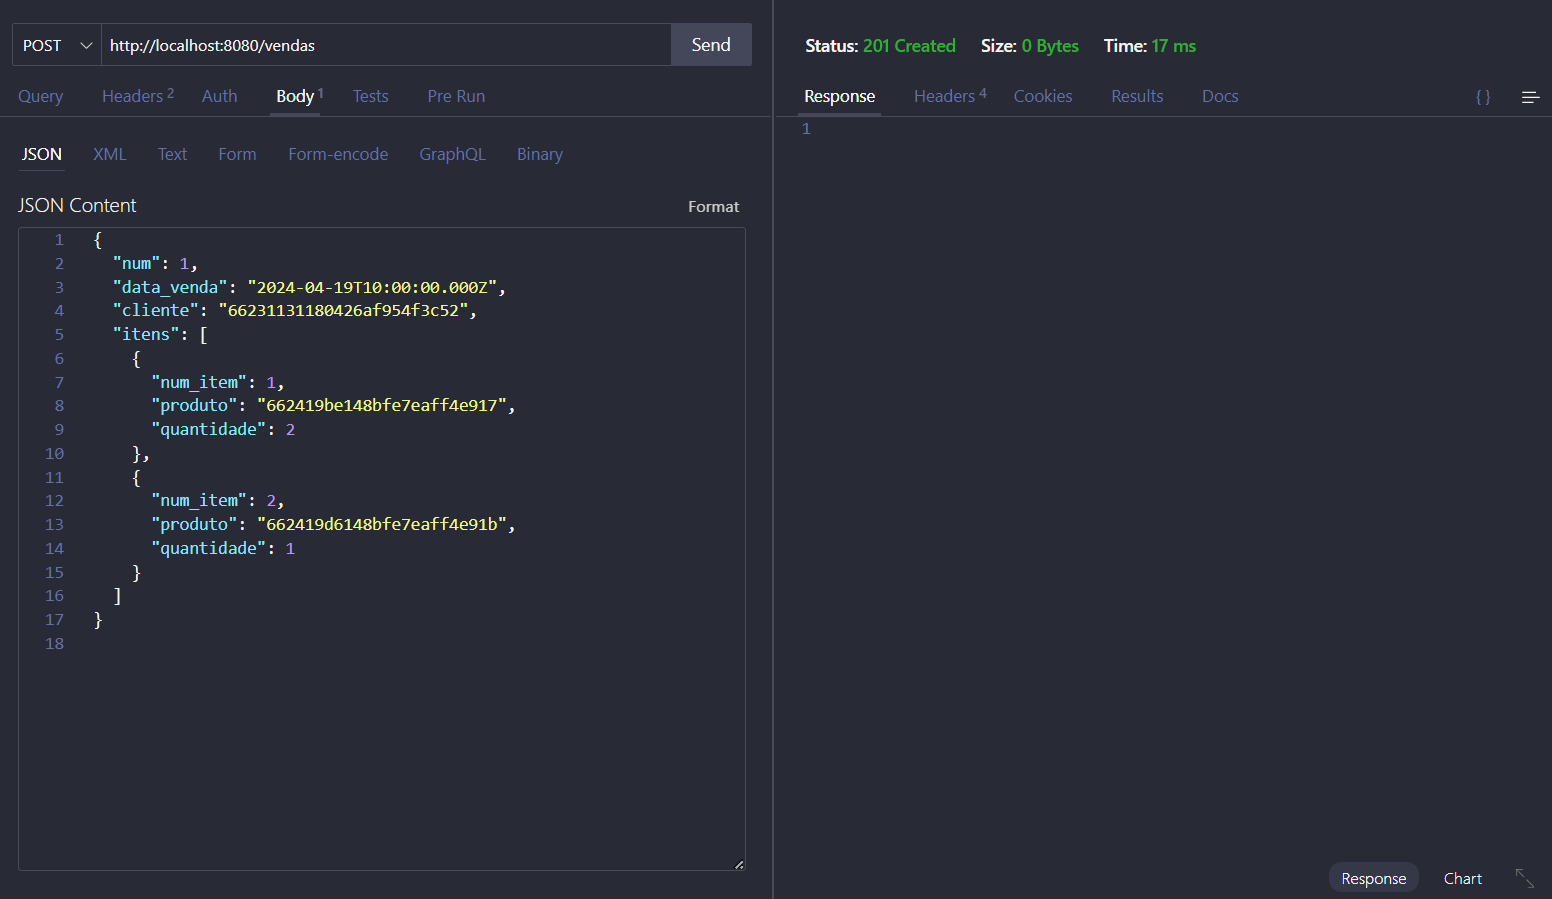 POST http://localhost:8080/vendas Send
Query Headers 2 Auth Body 1 Tests Pre Run
JSON XML Text Form Form-encode GraphQL Binary
JSON Content Format
1 {
2 "num": 1,
3 "data_venda": "2024-04-19T10:00:00.000Z",
4 "cliente": "66231131180426af954f3c52",
5 "itens": [
6 {
7 "num_item": 1,
8 "produto": "662419be148bfe7eaff4e917",
9 "quantidade": 2
10 },
11 {
12 "num_item": 2,
13 "produto": "662419d6148bfe7eaff4e91b",
14 "quantidade": 1
15 }
16 ]
17 }
18
Status: 201 Created Size: 0 Bytes Time: 17 ms
Response Headers 4 Cookies Results Docs { }
1
Response Chart